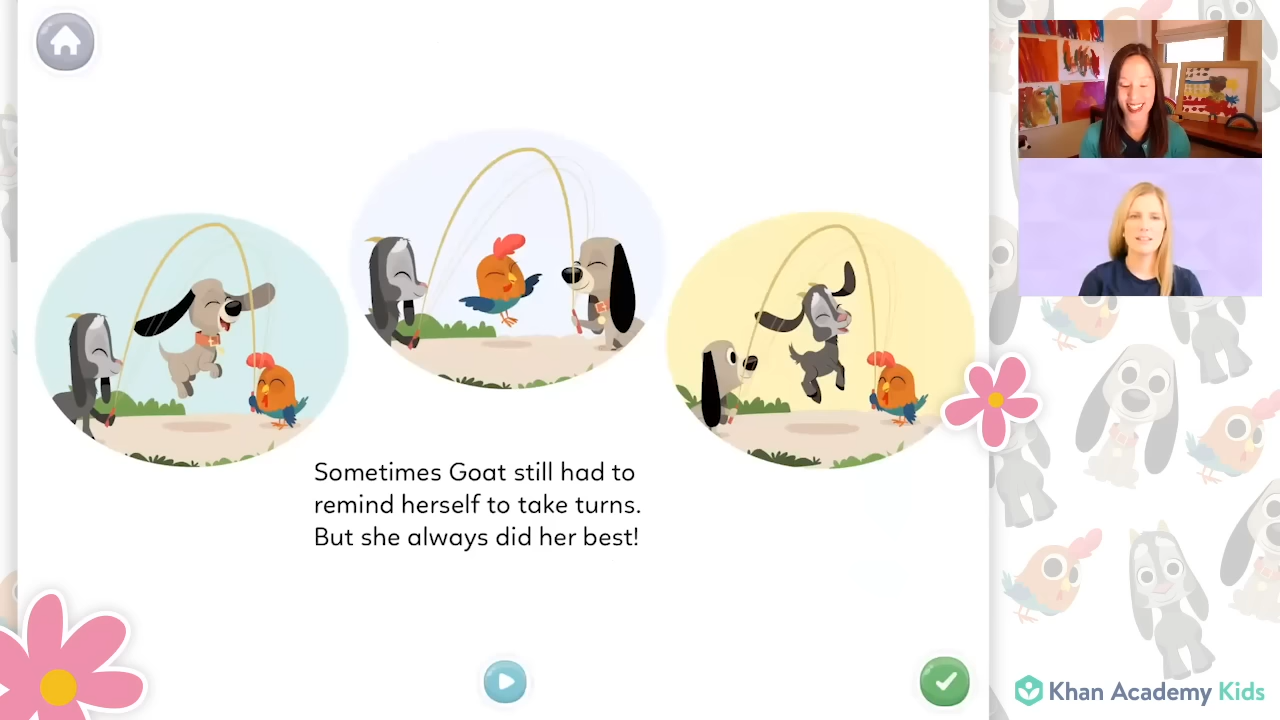 Sometimes Goat still had to
remind herself to take turns.
But she always did her best!
Khan Academy Kids